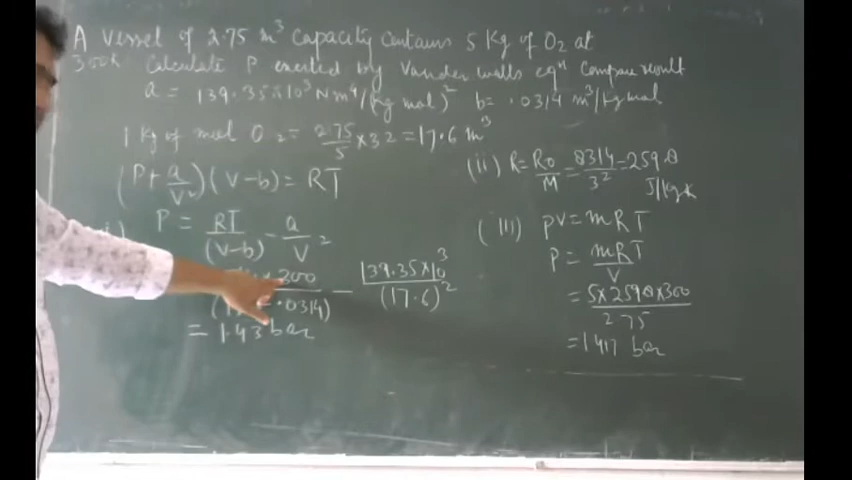 A vessel of 2.75 m³ Capacity Contains 5 Kg of O₂ at
300K Calculate P exerted by Vander walls eqⁿ Compare result
a = 139.35×10³ N m⁴/(kg mol)² b = .0314 m³/kg mol
1 Kg of mol O₂ = 2.75/5 × 32 = 17.6 m³
(P + a/V²)(V-b) = RT
P = RT/(V-b) - a/V²
300/( - .0314) - 139.35×10³/(17.6)²
= 1.43 bar
(ii) R = R₀/M = 8314/32 = 259.8
J/kg k
(III) PV = mRT
P = mRT/V
= 5×259.8×300/2.75
= 1.417 bar